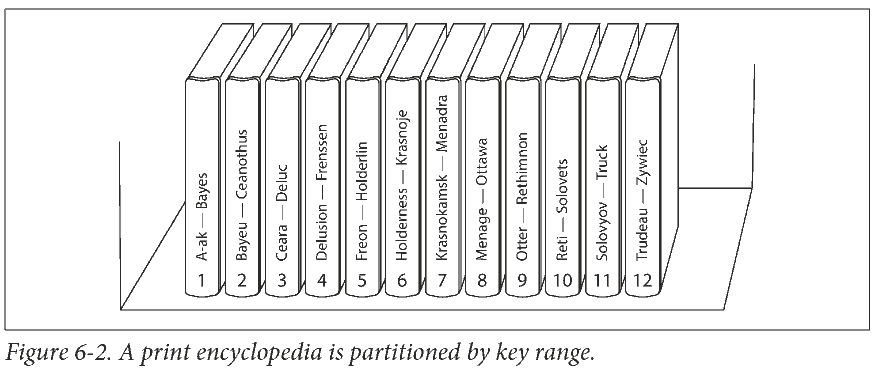 A-ak — Bayes
1
Bayeu — Ceanothus
2
Ceara — Deluc
3
Delusion — Frenssen
4
Freon — Holderlin
5
Holderness — Krasnoje
6
Krasnokamsk — Menadra
7
Menage — Ottawa
8
Otter — Rethimnon
9
Reti — Solovets
10
Solovyov — Truck
11
Trudeau — Zywiec
12
Figure 6-2. A print encyclopedia is partitioned by key range.